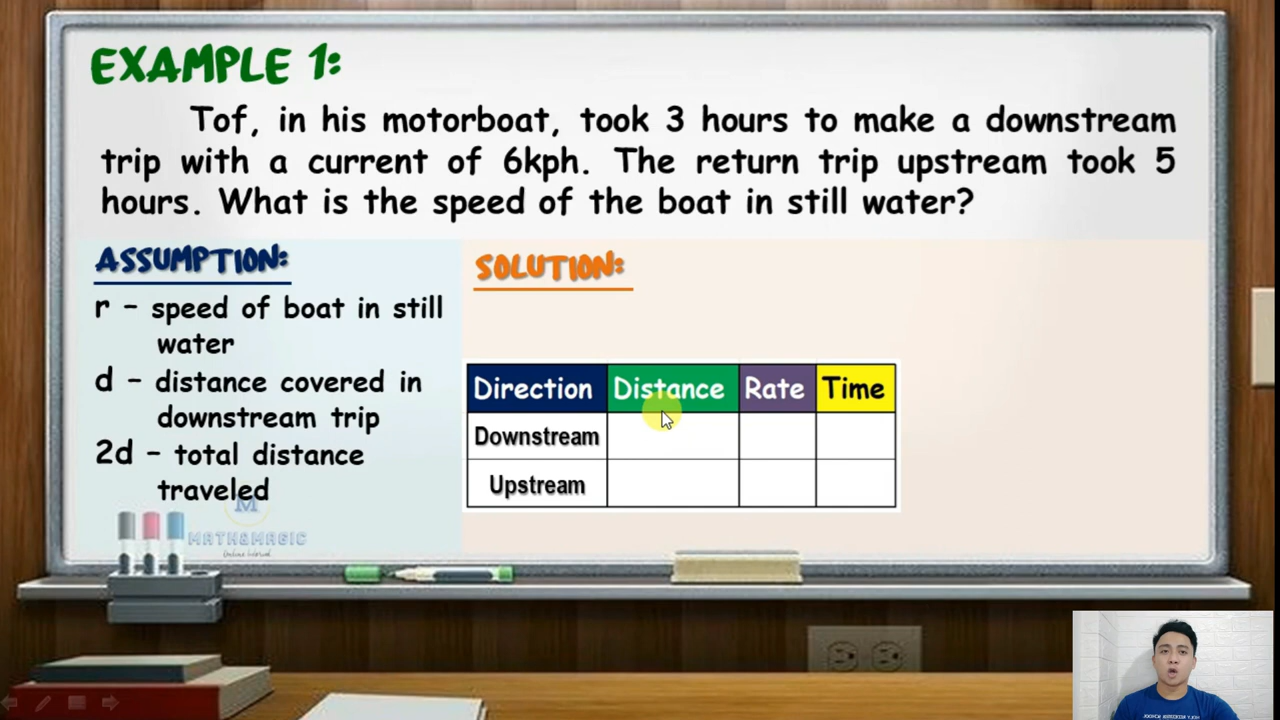 EXAMPLE 1:
Tof, in his motorboat, took 3 hours to make a downstream
trip with a current of 6kph. The return trip upstream took 5
hours. What is the speed of the boat in still water?
ASSUMPTION:
r - speed of boat in still
water
d - distance covered in
downstream trip
2d - total distance
traveled
M
MATH&MAGIC
Online Tutorial
SOLUTION:
Direction Distance Rate Time
Downstream
Upstream